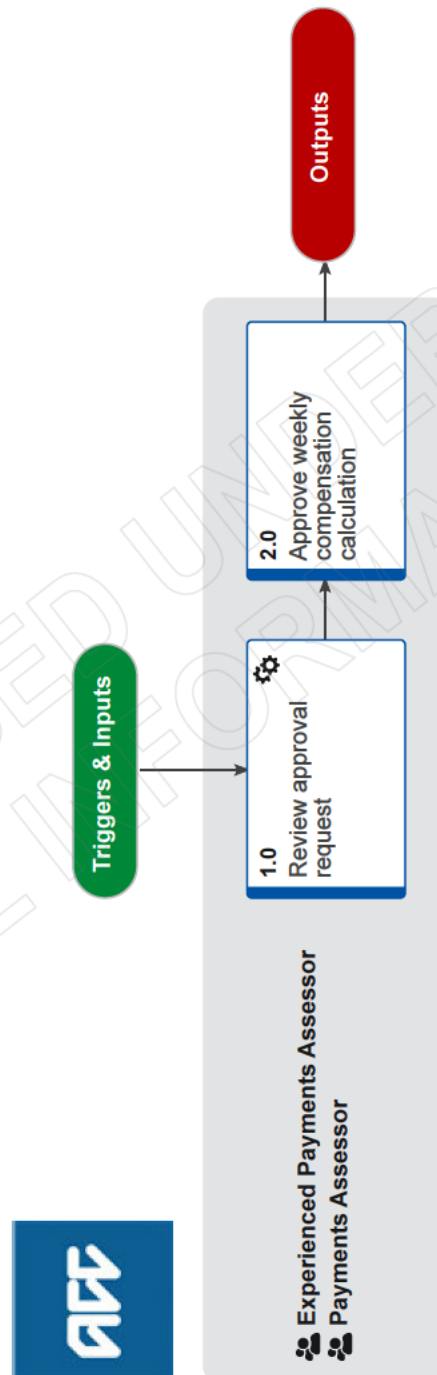 acc
Triggers & Inputs
Experienced Payments Assessor
Payments Assessor
1.0
Review approval
request
2.0
Approve weekly
compensation
calculation
Outputs